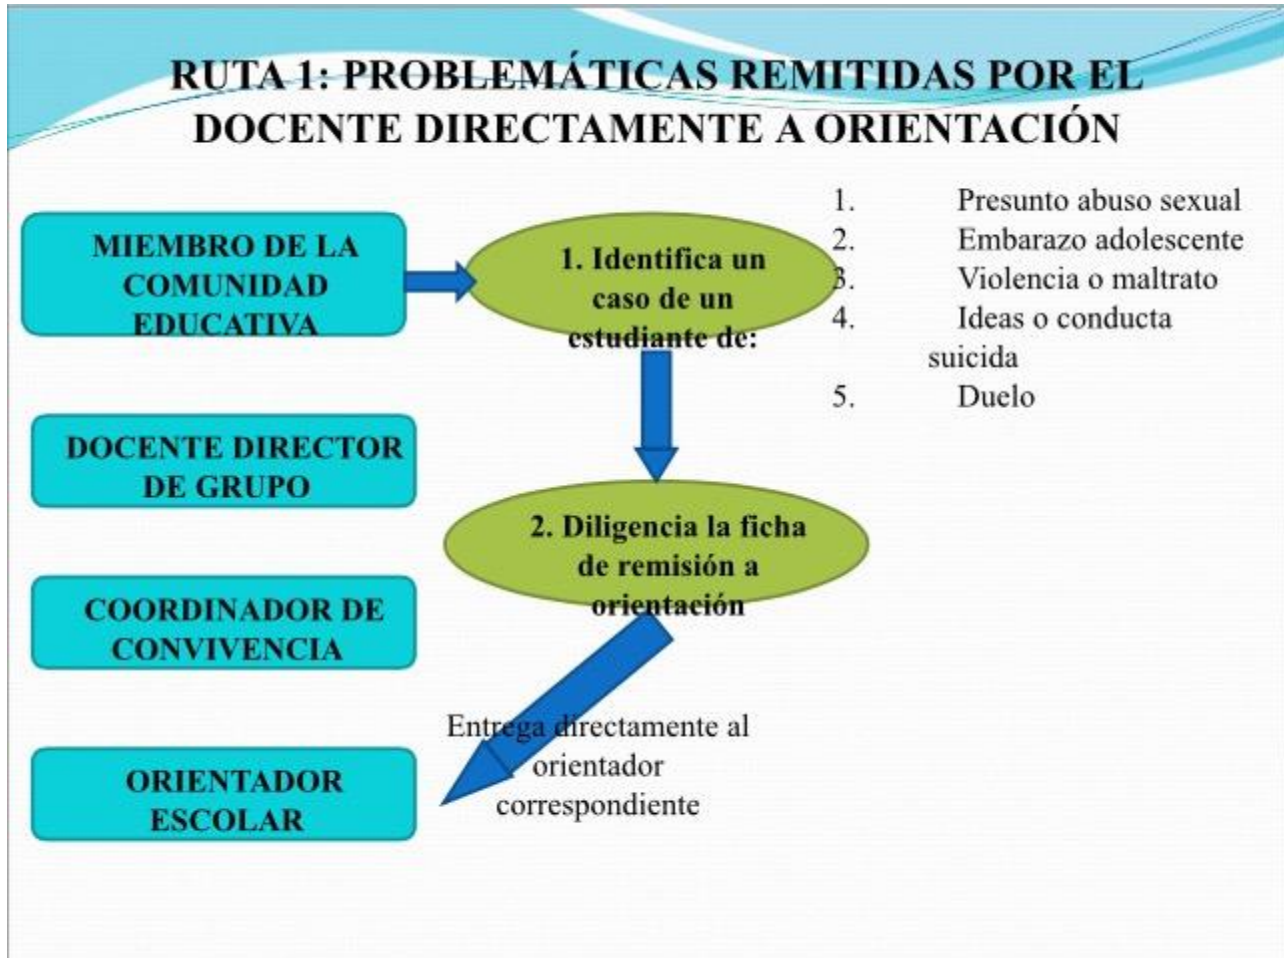 RUTA 1: PROBLEMÁTICAS REMITIDAS POR EL
DOCENTE DIRECTAMENTE A ORIENTACIÓN
MIEMBRO DE LA
COMUNIDAD
EDUCATIVA
1. Identifica un
caso de un
estudiante de:
1. Presunto abuso sexual
2. Embarazo adolescente
3. Violencia o maltrato
4. Ideas o conducta
suicida
5. Duelo
DOCENTE DIRECTOR
DE GRUPO
2. Diligencia la ficha
de remisión a
orientación
COORDINADOR DE
CONVIVENCIA
Entrega directamente al
orientador
correspondiente
ORIENTADOR
ESCOLAR